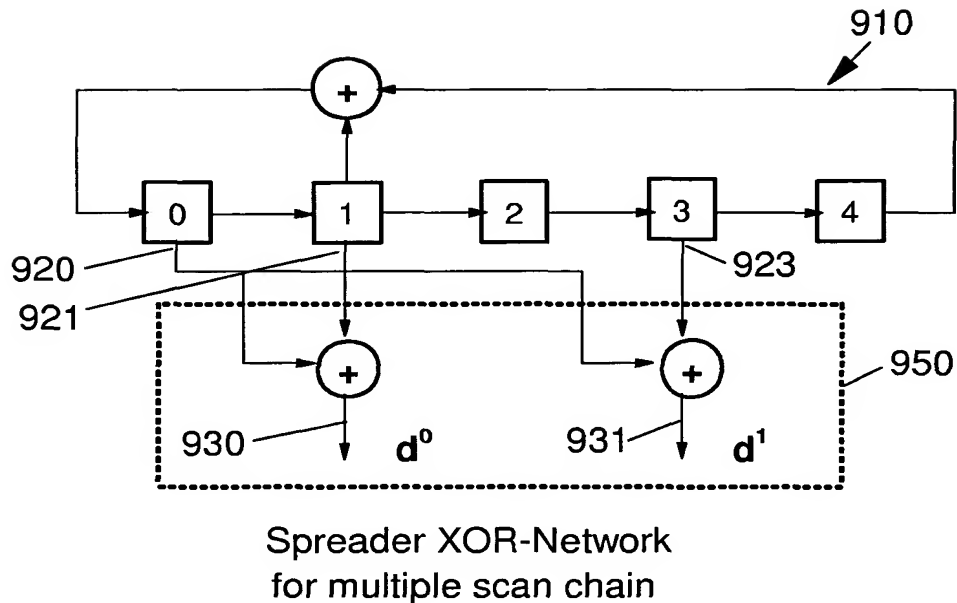 910
+
0 1 2 3 4
920
921
923
+ +
950
930 d⁰ 931 d¹
Spreader XOR-Network
for multiple scan chain